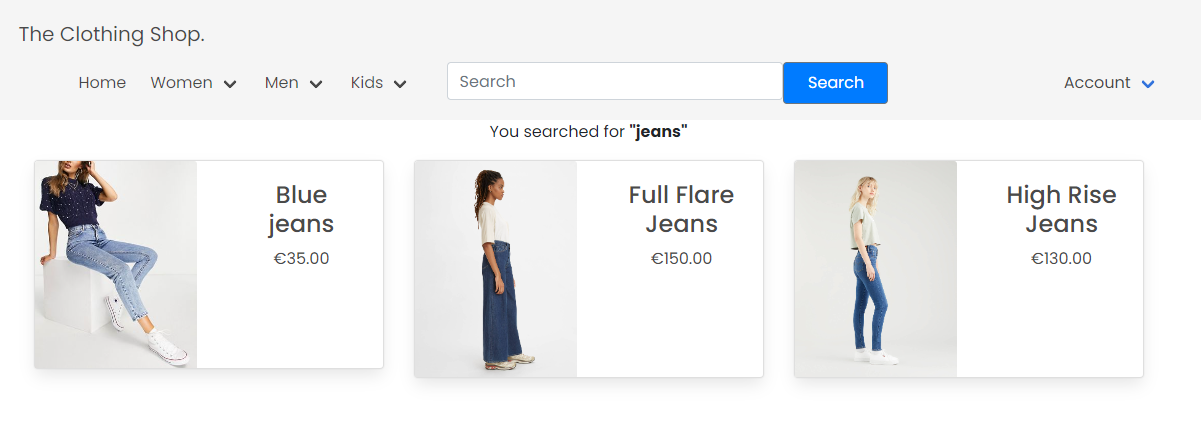 The Clothing Shop.
Home Women Men Kids Search Search Account
You searched for "jeans"
Blue
jeans
€35.00
Full Flare
Jeans
€150.00
High Rise
Jeans
€130.00